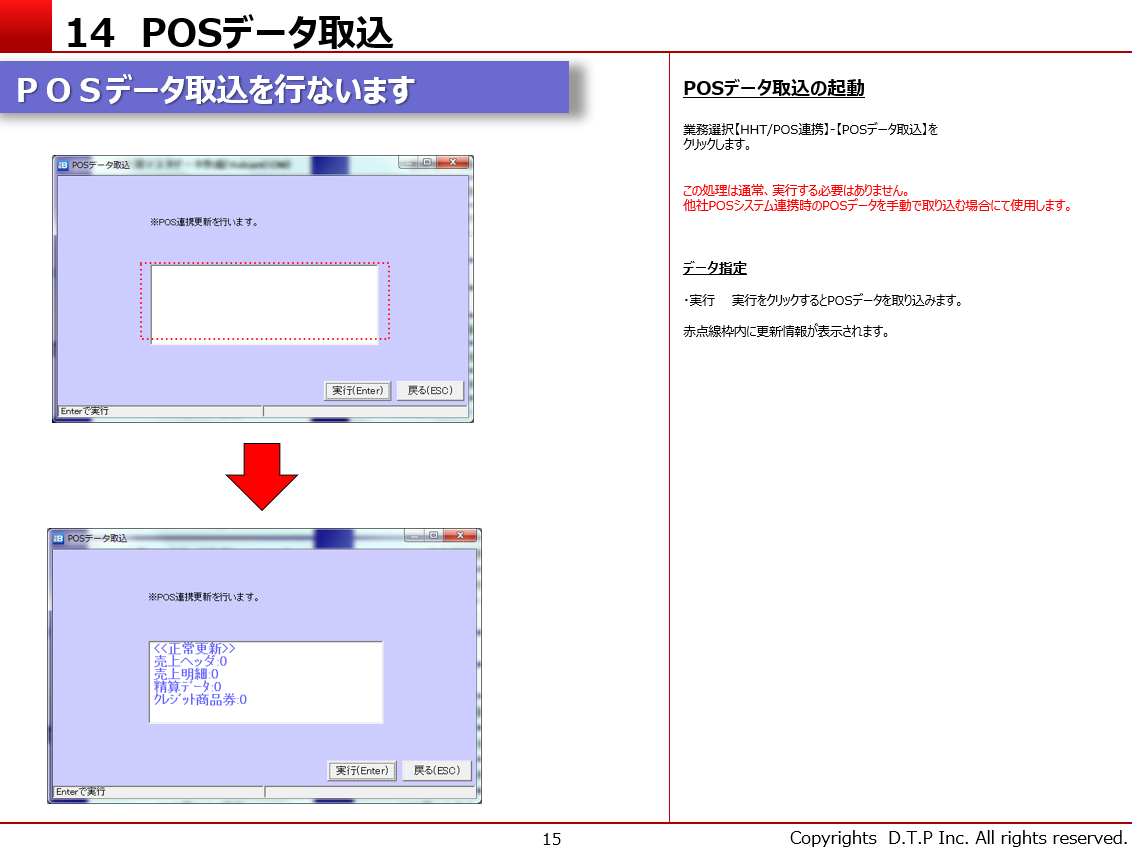 14 POSデータ取込
ＰＯＳデータ取込を行ないます
POSデータ取込
※POS連携更新を行います。
実行(Enter)
戻る(ESC)
Enterで実行
POSデータ取込
※POS連携更新を行います。
<<正常更新>>
売上ヘッダ:0
売上明細:0
精算ﾃﾞｰﾀ:0
ｸﾚｼﾞｯﾄ商品券:0
実行(Enter)
戻る(ESC)
Enterで実行
POSデータ取込の起動
業務選択【HHT/POS連携】-【POSデータ取込】を
クリックします。
この処理は通常、実行する必要はありません。
他社POSシステム連携時のPOSデータを手動で取り込む場合にて使用します。
データ指定
・実行 実行をクリックするとPOSデータを取り込みます。
赤点線枠内に更新情報が表示されます。
15
Copyrights D.T.P Inc. All rights reserved.